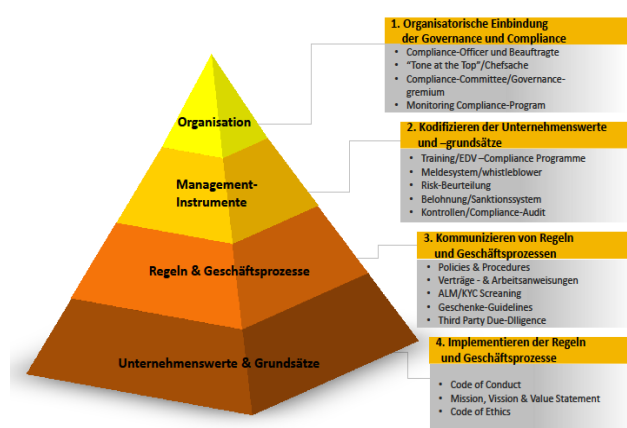 Organisation
Management-
Instrumente
Regeln & Geschäftsprozesse
Unternehmenswerte & Grundsätze
1. Organisatorische Einbindung
der Governance und Compliance
• Compliance-Officer und Beauftragte
• “Tone at the Top”/Chefsache
• Compliance-Committee/Governance-
gremium
• Monitoring Compliance-Program
2. Kodifizieren der Unternehmenswerte
und –grundsätze
• Training/EDV –Compliance Programme
• Meldesystem/whistleblower
• Risk-Beurteilung
• Belohnung/Sanktionssystem
• Kontrollen/Compliance-Audit
3. Kommunizieren von Regeln
und Geschäftsprozessen
• Policies & Procedures
• Verträge - & Arbeitsanweisungen
• ALM/KYC Screaning
• Geschenke-Guidelines
• Third Party Due-Dlligence
4. Implementieren der Regeln
und Geschäftsprozesse
• Code of Conduct
• Mission, Vission & Value Statement
• Code of Ethics